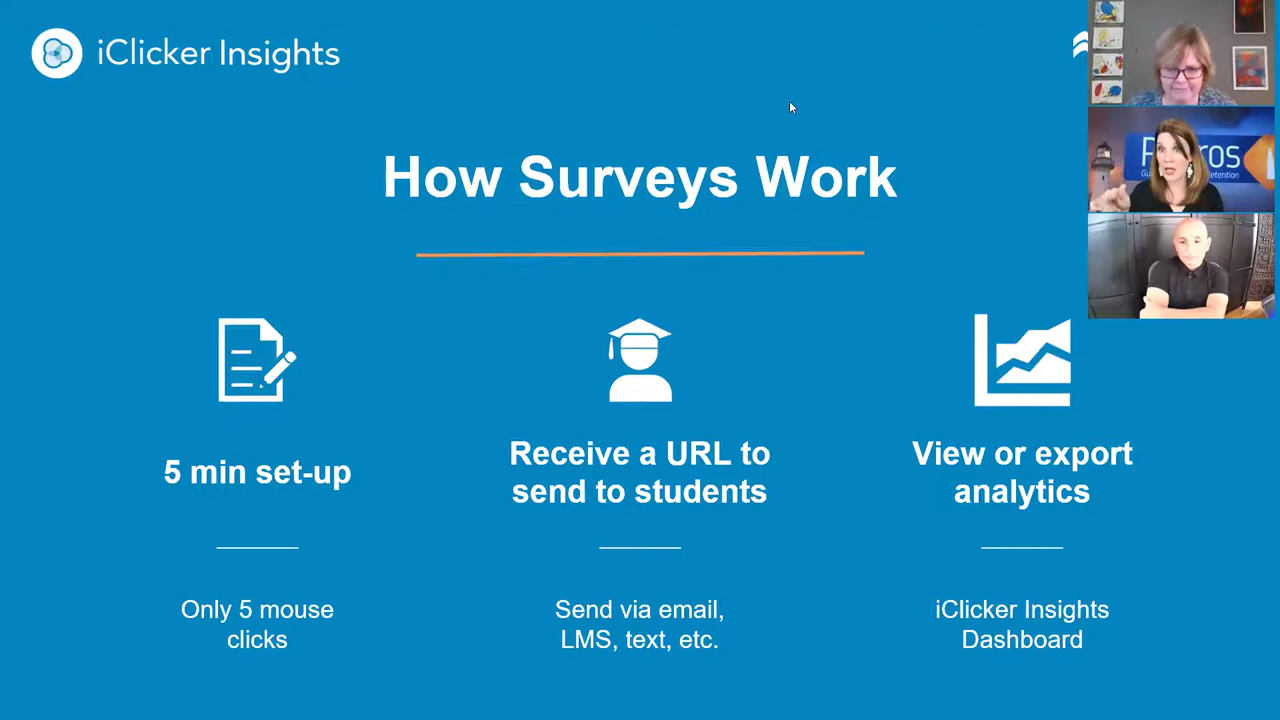 iClicker Insights
How Surveys Work
5 min set-up
Receive a URL to
send to students
View or export
analytics
Only 5 mouse
clicks
Send via email,
LMS, text, etc.
iClicker Insights
Dashboard